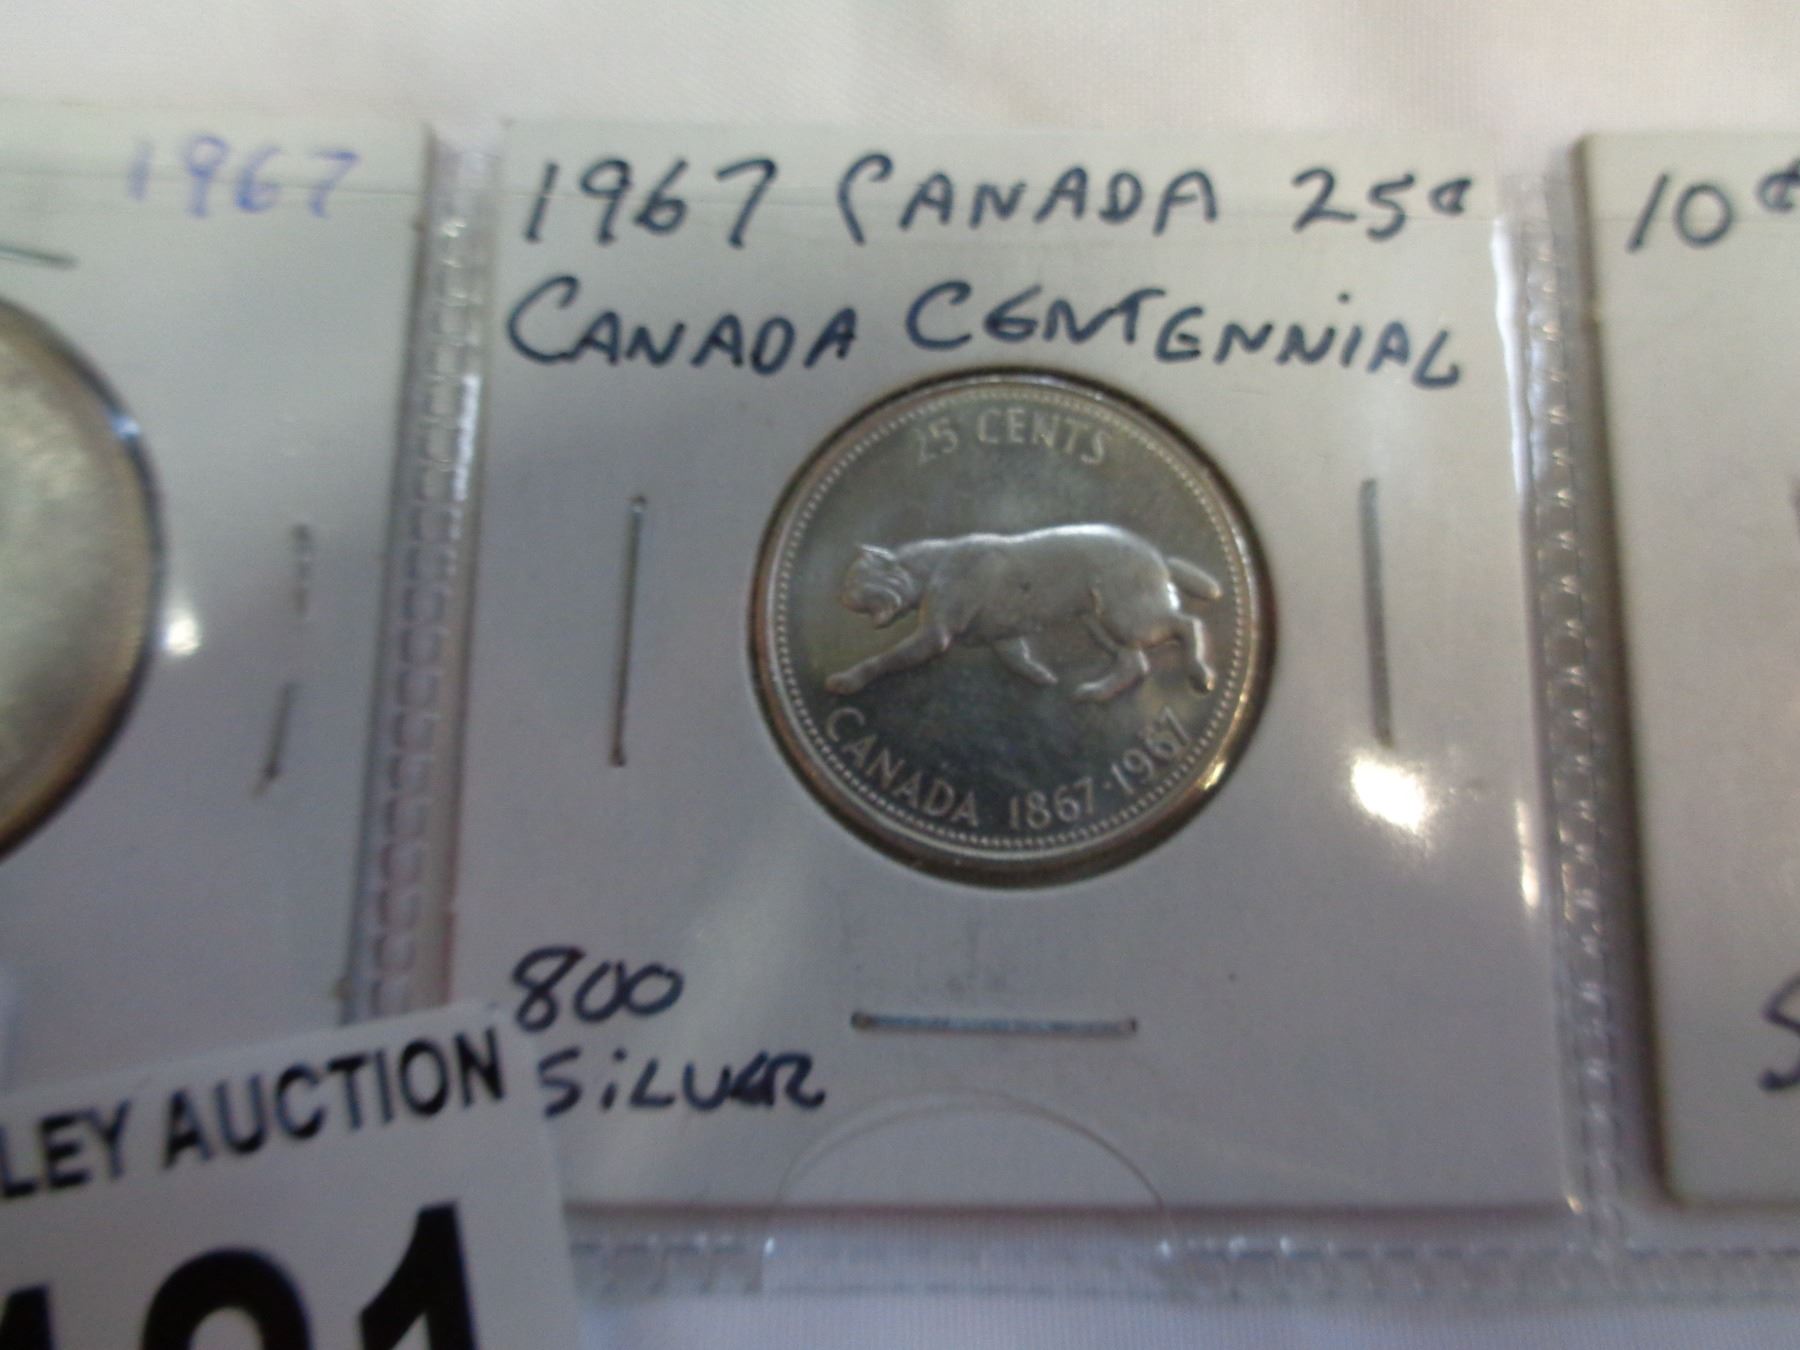 1967
1967 CANADA 25¢
CANADA CENTENNIAL
25 CENTS
CANADA 1867-1967
800
SILVER
10¢
LEY AUCTION